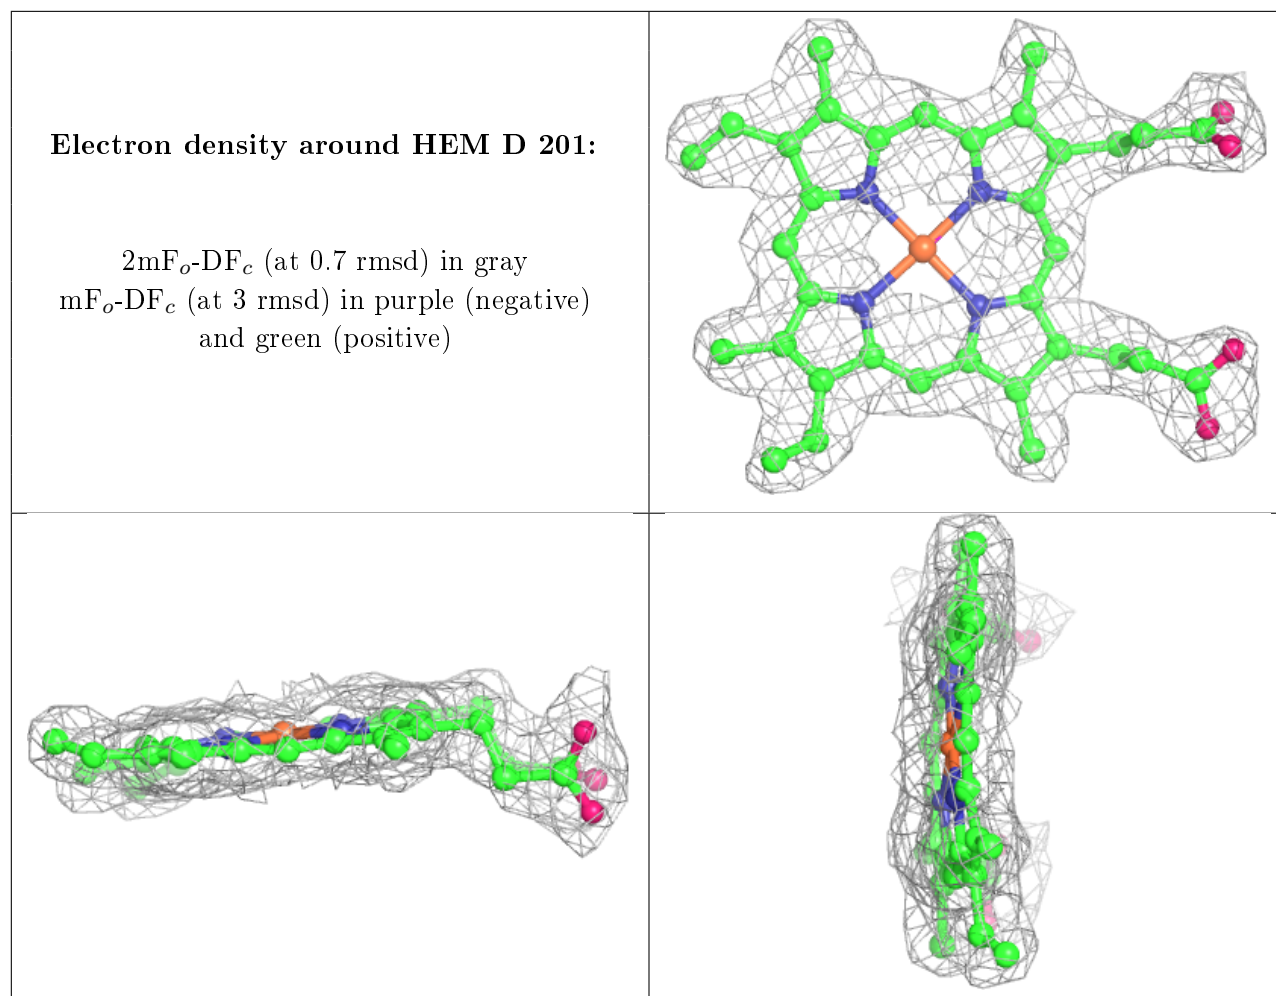 Electron density around HEM D 201:
2mFo-DFc (at 0.7 rmsd) in gray
mFo-DFc (at 3 rmsd) in purple (negative)
and green (positive)